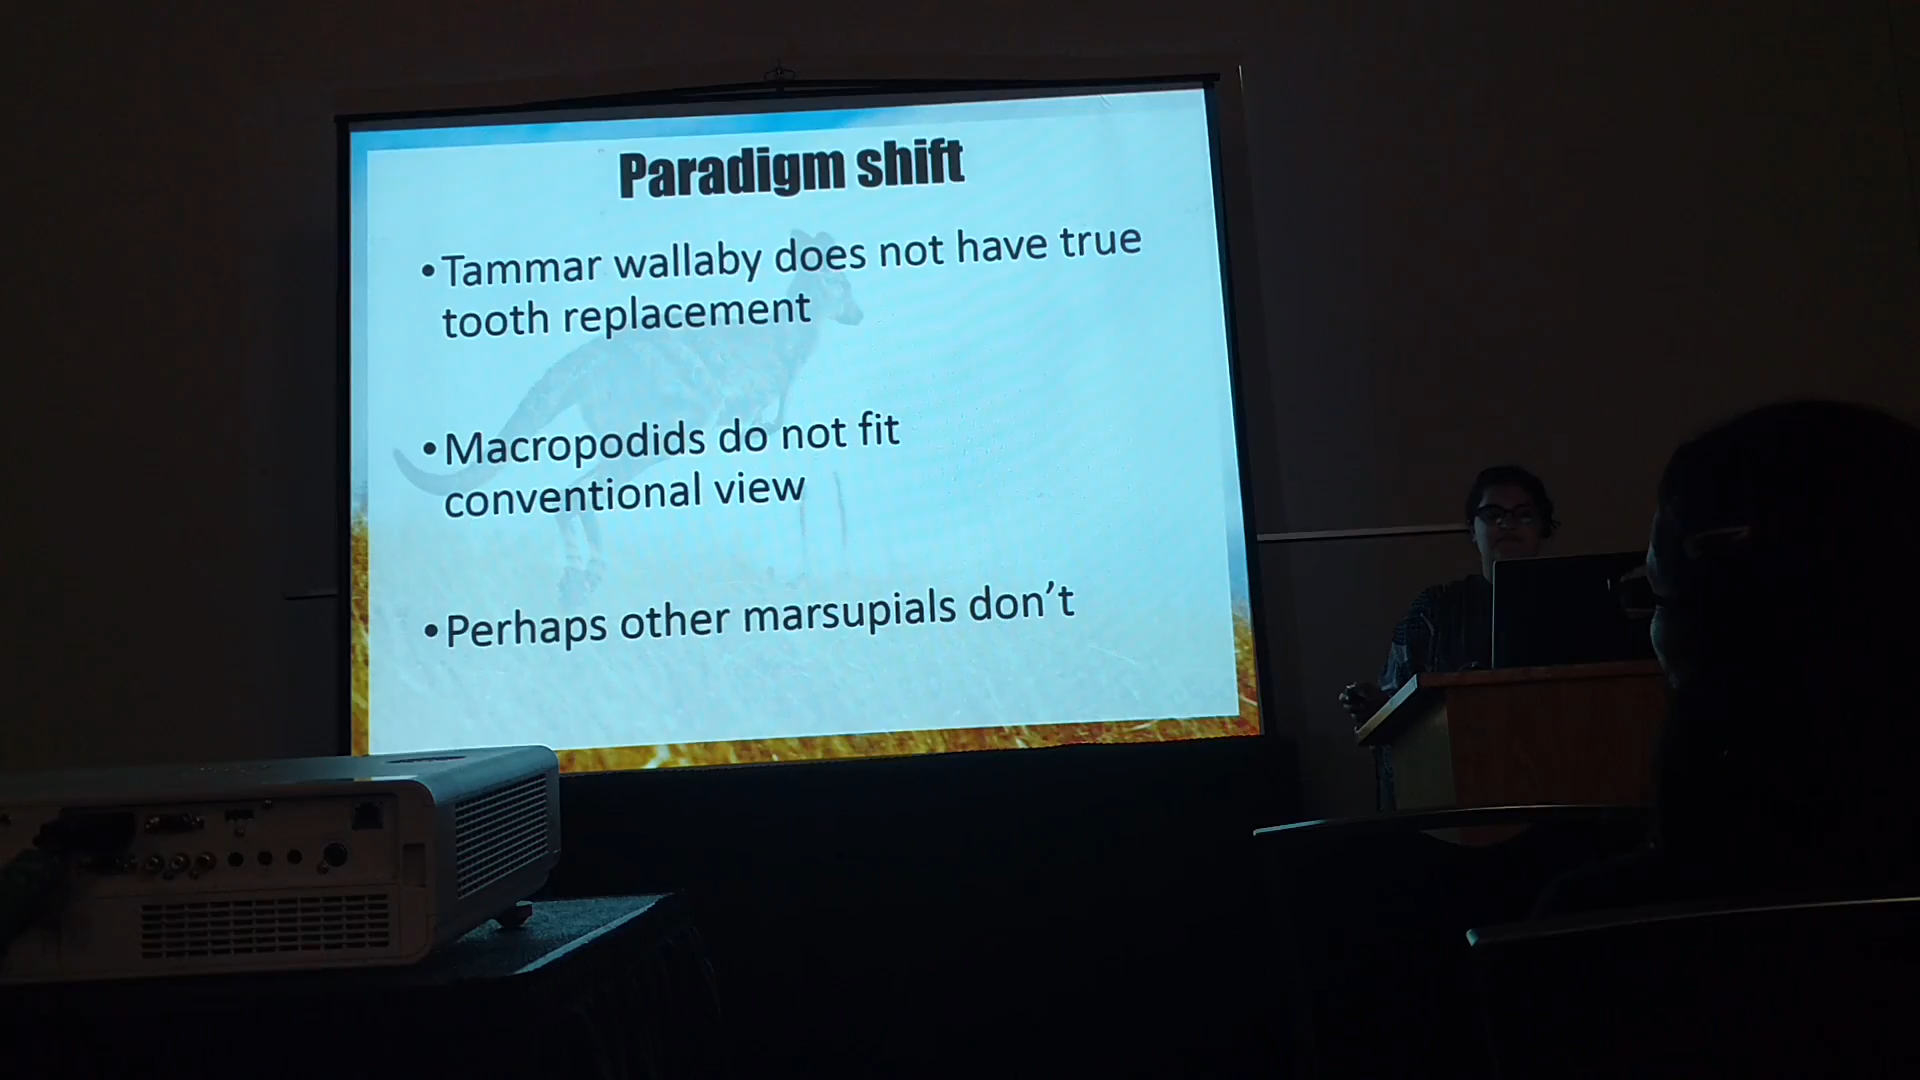 Paradigm shift
•Tammar wallaby does not have true
tooth replacement
•Macropodids do not fit
conventional view
•Perhaps other marsupials don’t